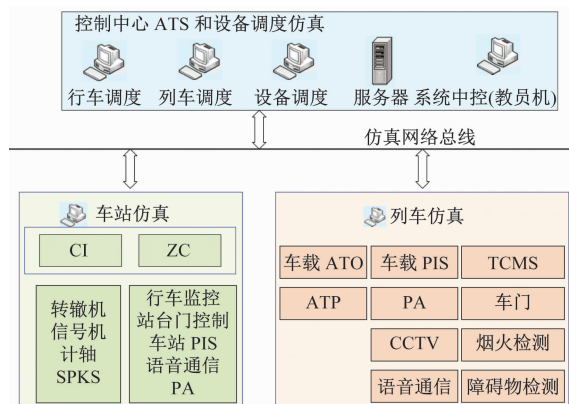 控制中心 ATS 和设备调度仿真
行车调度
列车调度
设备调度
服务器
系统中控(教员机)
仿真网络总线
车站仿真
CI
ZC
转辙机
信号机
计轴
SPKS
行车监控
站台门控制
车站 PIS
语音通信
PA
列车仿真
车载 ATO
车载 PIS
TCMS
ATP
PA
车门
CCTV
烟火检测
语音通信
障碍物检测